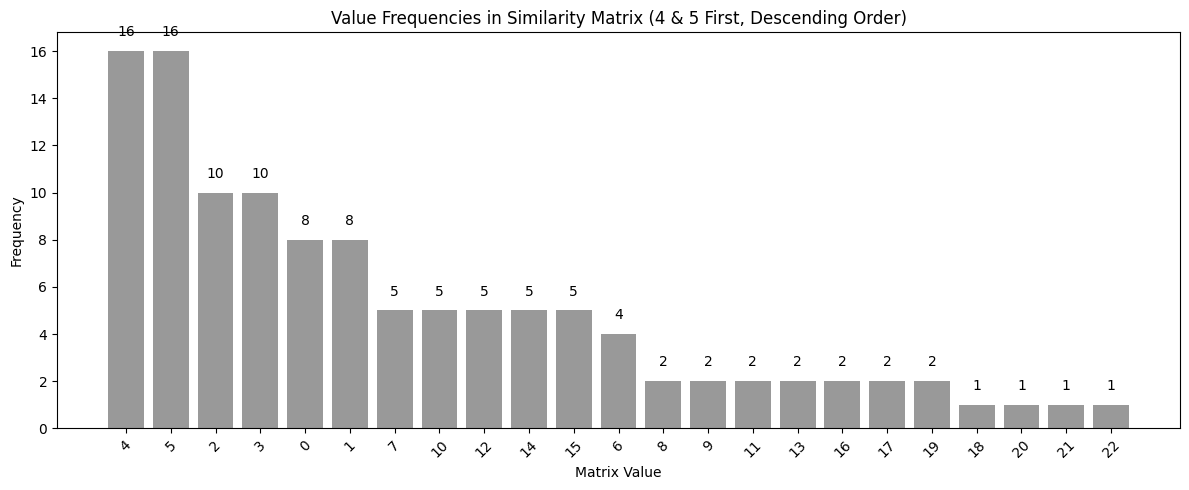 Value Frequencies in Similarity Matrix (4 & 5 First, Descending Order)
16 16
16
14
12
10
8
6
4
2
0
10 10
8 8
5 5 5 5 5
4
2 2 2 2 2 2 2
1 1 1 1
Frequency
4 5 2 3 0 1 7 10 12 14 15 6 8 9 11 13 16 17 19 18 20 21 22
Matrix Value